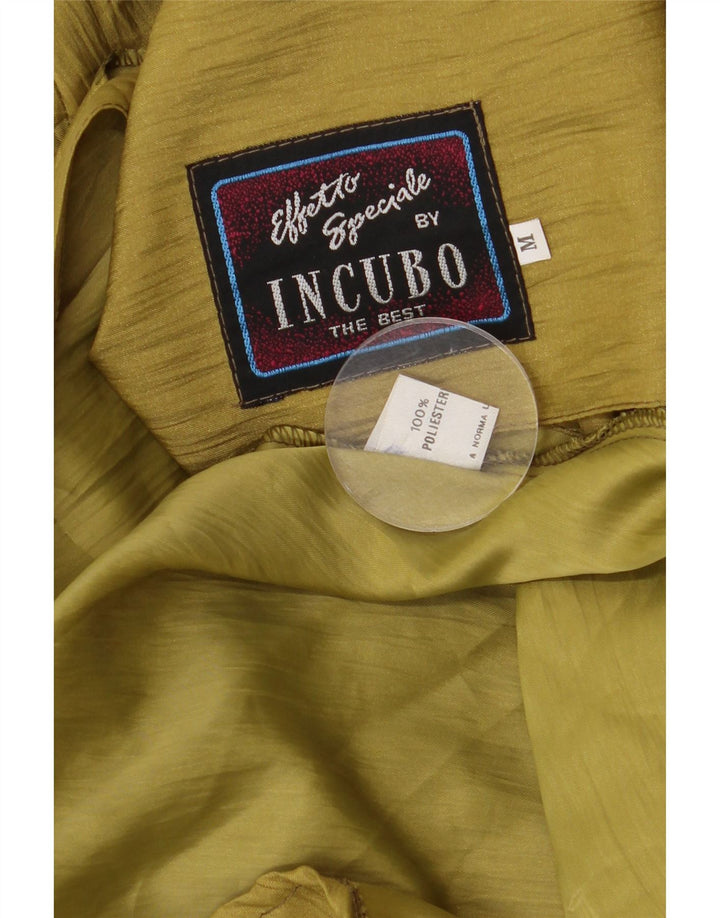 Effetto
Speciale
BY
INCUBO
THE BEST
M
100%
POLIESTER
A NORMA L